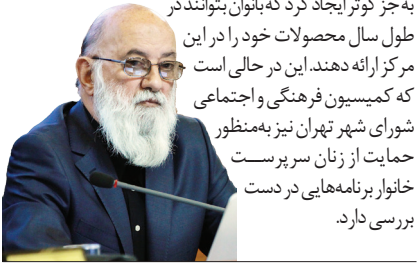 به‌جز کوثر ایجاد کرد که بانوان بتوانند در
طول سال محصولات خود را در این
مرکز ارائه دهند. این در حالی است
که کمیسیون فرهنگی و اجتماعی
شورای شهر تهران نیز به‌منظور
حمایت از زنان سرپرست
خانوار برنامه‌هایی در دست
بررسی دارد.